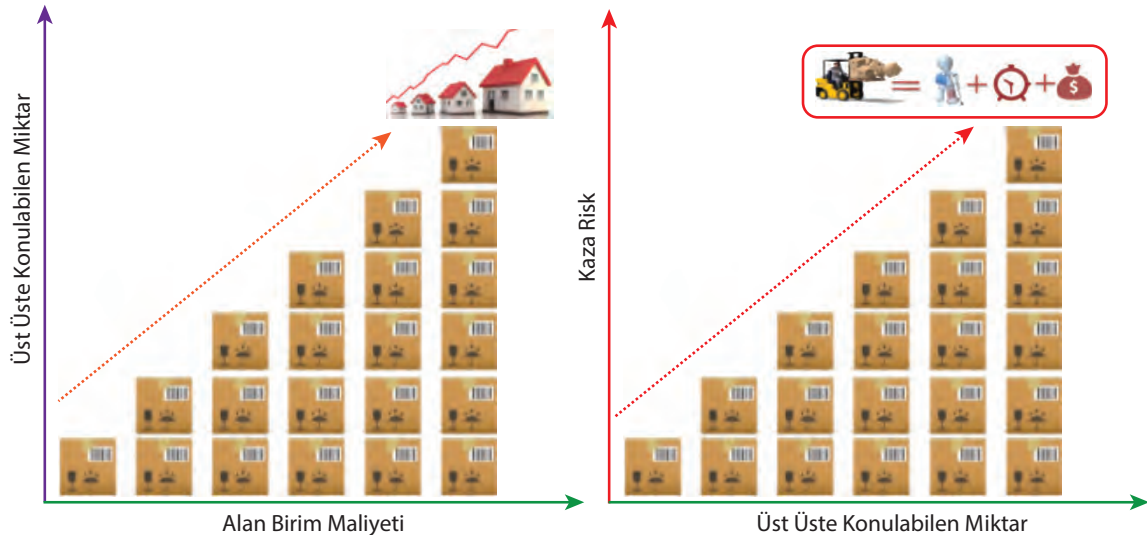 Üst Üste Konulabilen Miktar
Alan Birim Maliyeti
Kaza Risk
$
Üst Üste Konulabilen Miktar